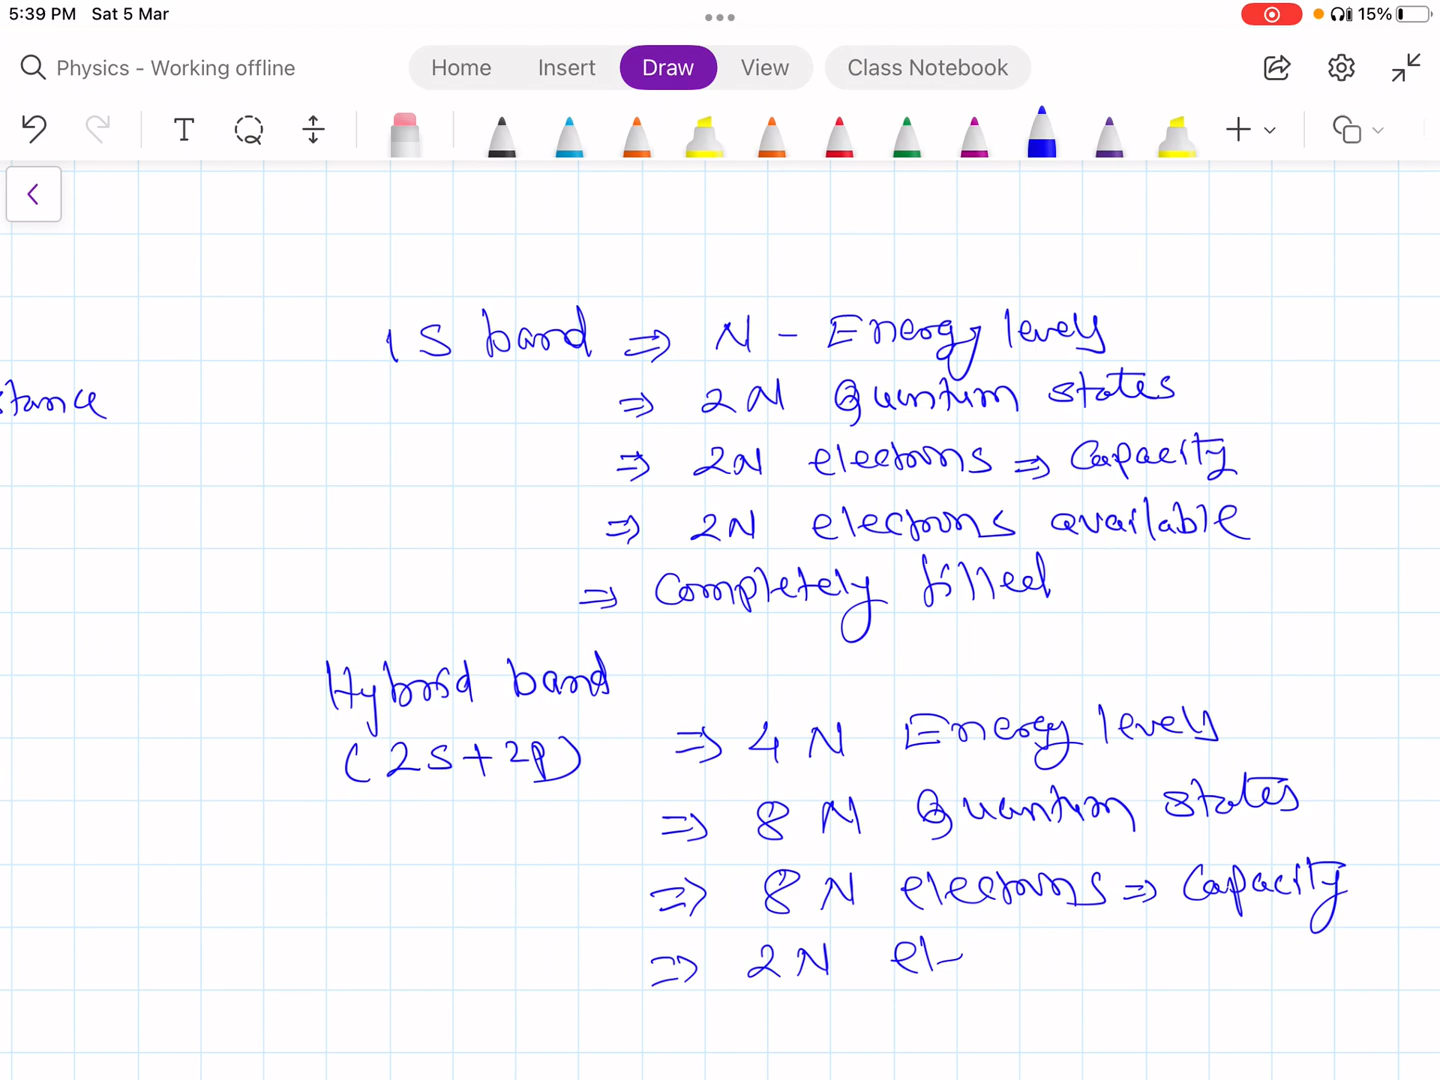 5:39 PM Sat 5 Mar
15%
Physics - Working offline
Home Insert Draw View Class Notebook
T
1S band ⇒ N - Energy levels
stance
⇒ 2N Quantum states
⇒ 2N electrons ⇒ Capacity
⇒ 2N electrons available
⇒ Completely filled
Hybrid band
(2S+2P) ⇒ 4N Energy levels
⇒ 8N Quantum states
⇒ 8N electrons ⇒ Capacity
⇒ 2N el-